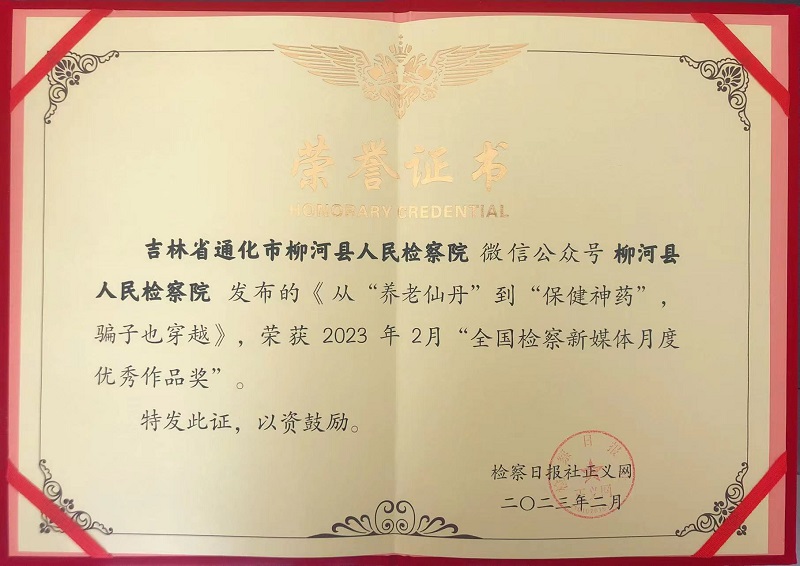 荣誉证书
HONORARY CREDENTIAL
吉林省通化市柳河县人民检察院 微信公众号 柳河县
人民检察院 发布的《从“养老仙丹”到“保健神药”，
骗子也穿越》，荣获 2023 年 2月“全国检察新媒体月度
优秀作品奖”。
特发此证，以资鼓励。
检察日报社正义网
二〇二三年二月